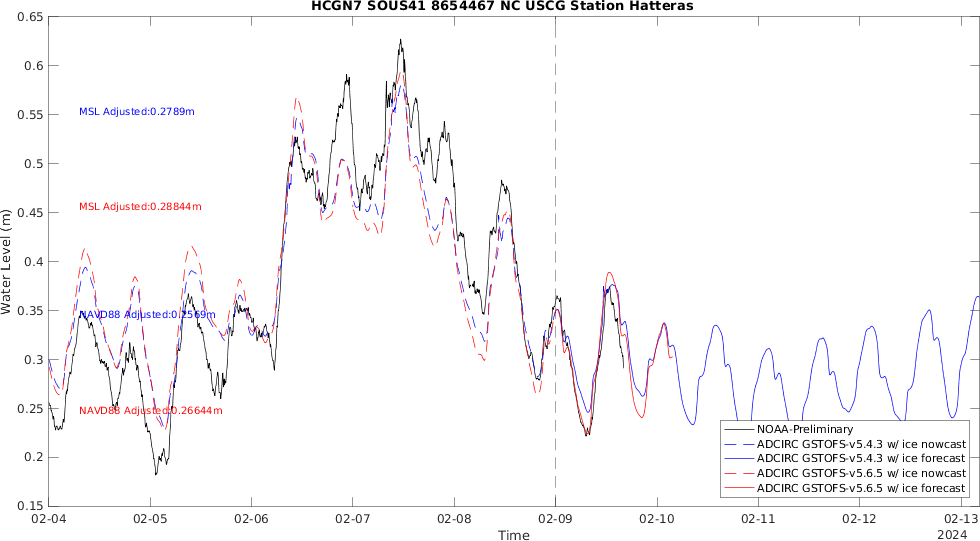 HCGN7 SOUS41 8654467 NC USCG Station Hatteras
0.65
0.6
0.55
0.5
0.45
0.4
0.35
0.3
0.25
0.2
0.15
Water Level (m)
MSL Adjusted:0.2789m
MSL Adjusted:0.28844m
NAVD88 Adjusted:0.2569m
NAVD88 Adjusted:0.26644m
NOAA-Preliminary
ADCIRC GSTOFS-v5.4.3 w/ ice nowcast
ADCIRC GSTOFS-v5.4.3 w/ ice forecast
ADCIRC GSTOFS-v5.6.5 w/ ice nowcast
ADCIRC GSTOFS-v5.6.5 w/ ice forecast
02-04 02-05 02-06 02-07 02-08 02-09 02-10 02-11 02-12 02-13
Time
2024